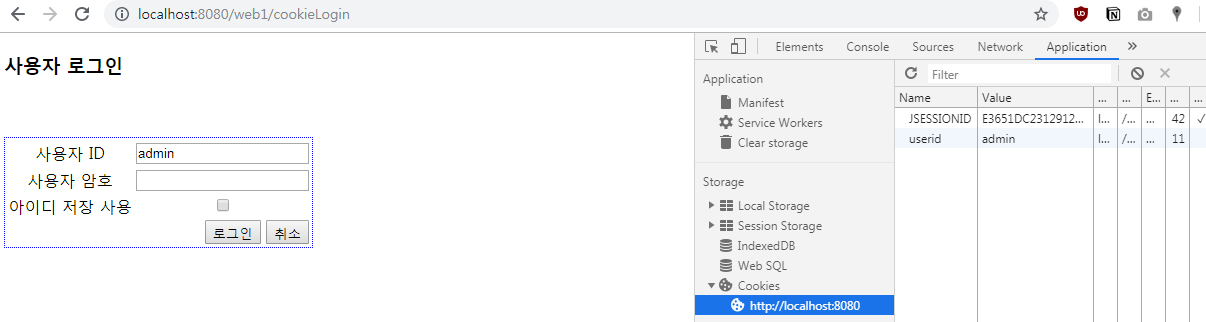 localhost:8080/web1/cookieLogin
사용자 로그인
사용자 ID admin
사용자 암호
아이디 저장 사용
로그인 취소
Elements Console Sources Network Application »
Application
Manifest
Service Workers
Clear storage
Storage
Local Storage
Session Storage
IndexedDB
Web SQL
Cookies
http://localhost:8080
Filter
Name Value ... ... E... ... ...
JSESSIONID E3651DC2312912... l... /... ... 42 ✓
userid admin l... /... ... 11